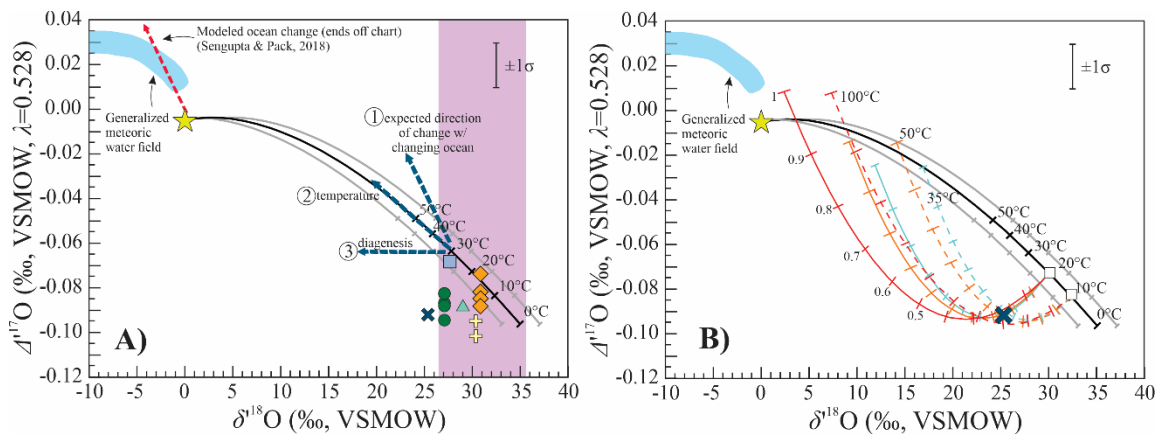 0.04
0.02
0.00
-0.02
-0.04
-0.06
-0.08
-0.10
-0.12
Δ'¹⁷O (‰, VSMOW, λ=0.528)
Modeled ocean change (ends off chart)
(Sengupta & Pack, 2018)
Generalized
meteoric
water field
±1σ
① expected direction
of change w/
changing ocean
② temperature
③ diagenesis
50°C
40°C
30°C
20°C
10°C
0°C
A)
-10 -5 0 5 10 15 20 25 30 35 40
δ'¹⁸O (‰, VSMOW)
0.04
0.02
0.00
-0.02
-0.04
-0.06
-0.08
-0.10
-0.12
Δ'¹⁷O (‰, VSMOW, λ=0.528)
Generalized
meteoric
water field
±1σ
1
0.9
0.8
0.7
0.6
0.5
100°C
50°C
35°C
50°C
40°C
30°C
20°C
10°C
0°C
B)
-10 -5 0 5 10 15 20 25 30 35 40
δ'¹⁸O (‰, VSMOW)